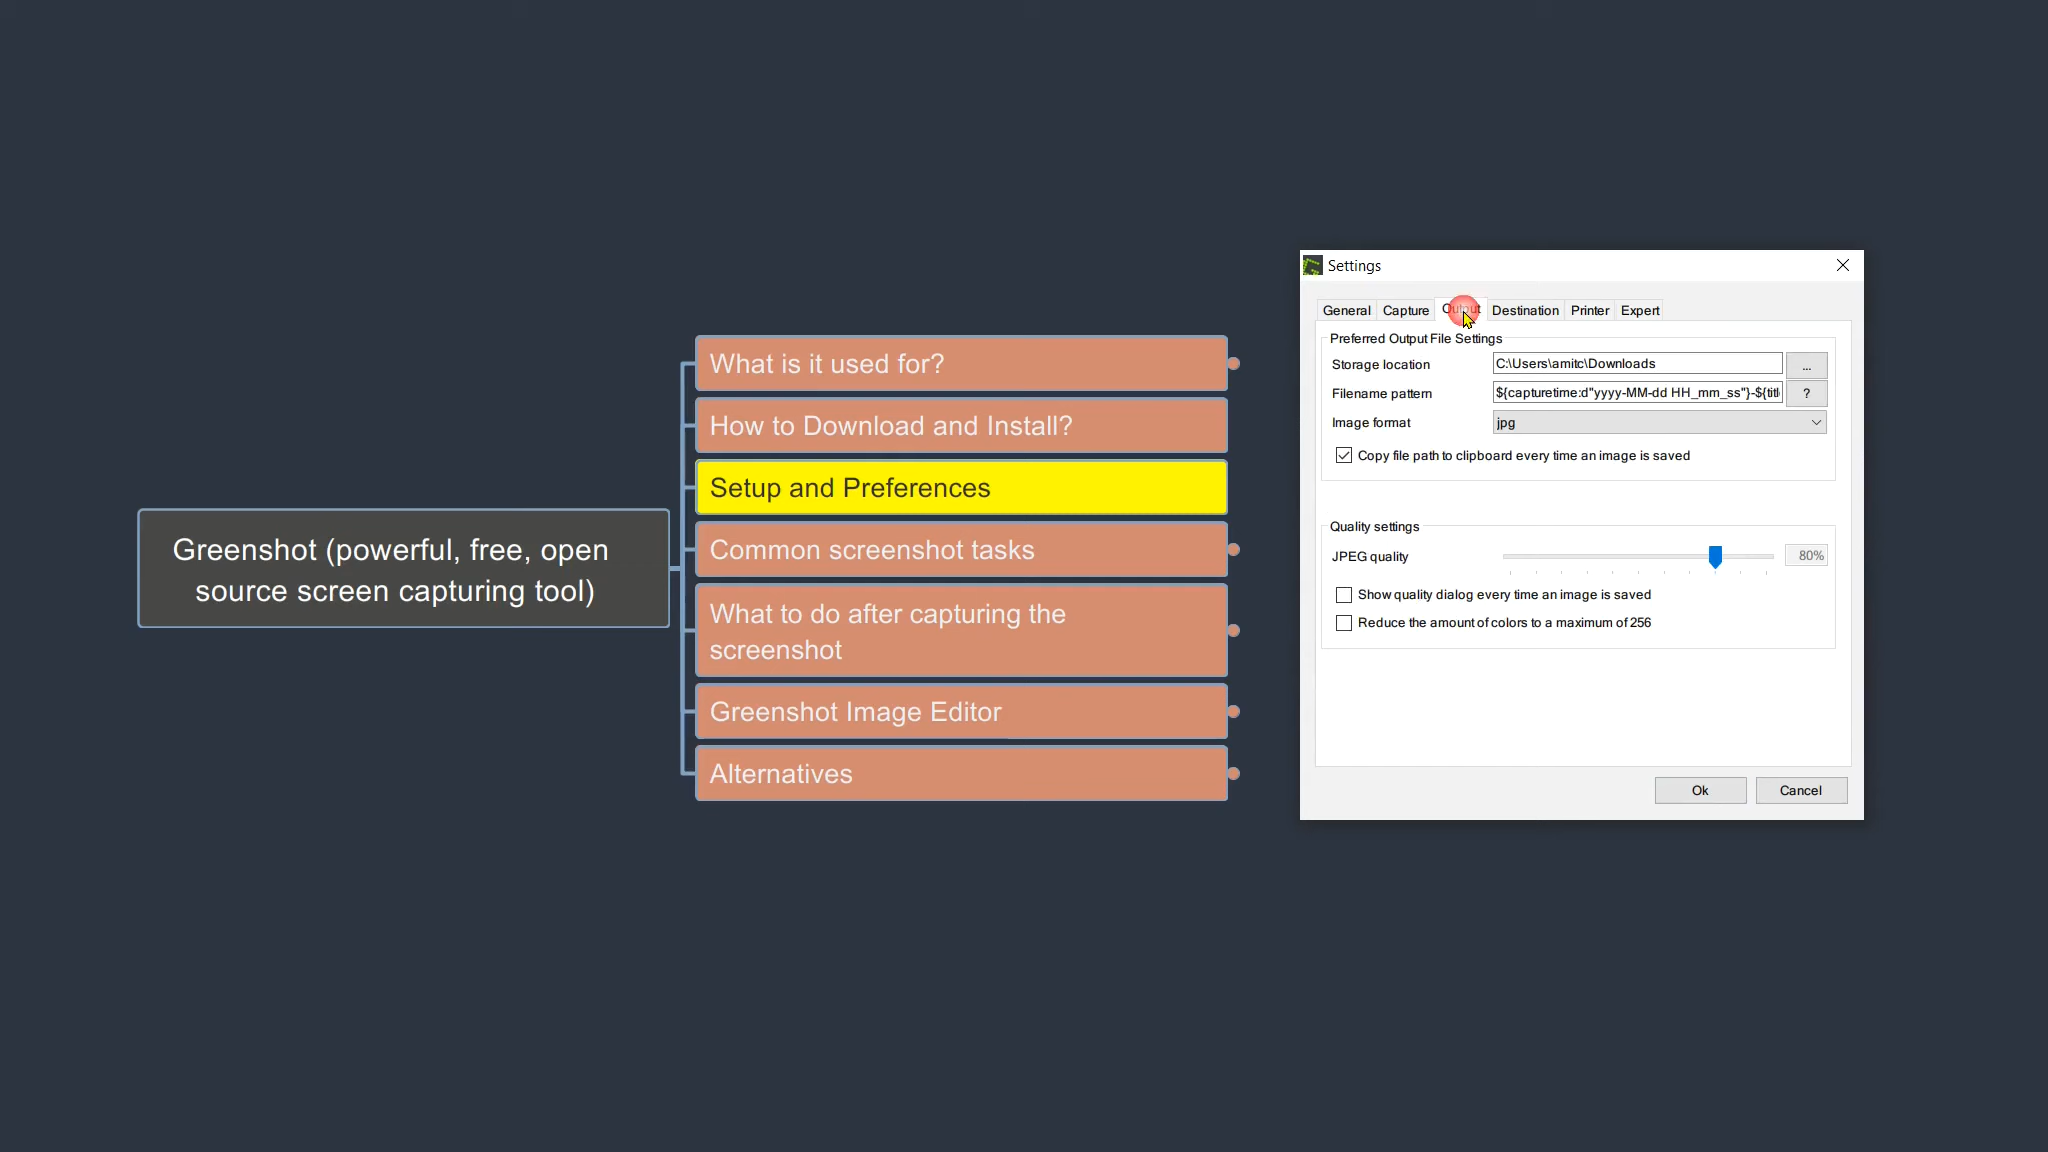 Greenshot (powerful, free, open
source screen capturing tool)
What is it used for?
How to Download and Install?
Setup and Preferences
Common screenshot tasks
What to do after capturing the
screenshot
Greenshot Image Editor
Alternatives
Settings
General Capture Output Destination Printer Expert
Preferred Output File Settings
Storage location C:\Users\amitc\Downloads ...
Filename pattern ${capturetime:d"yyyy-MM-dd HH_mm_ss"}-${titl ?
Image format jpg
Copy file path to clipboard every time an image is saved
Quality settings
JPEG quality 80%
Show quality dialog every time an image is saved
Reduce the amount of colors to a maximum of 256
Ok Cancel